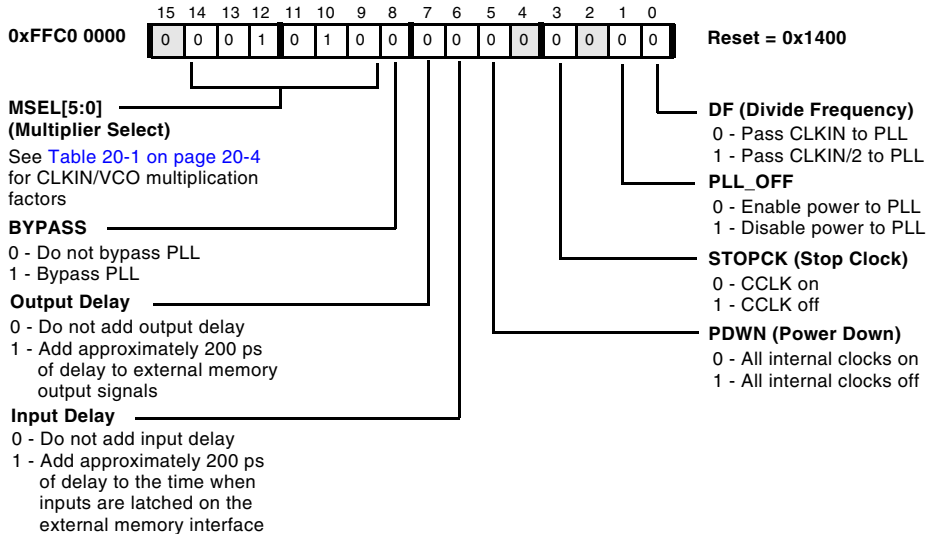 15 14 13 12 11 10 9 8 7 6 5 4 3 2 1 0
0xFFC0 0000 0 0 0 1 0 1 0 0 0 0 0 0 0 0 0 0 Reset = 0x1400
MSEL[5:0]
(Multiplier Select)
See Table 20-1 on page 20-4
for CLKIN/VCO multiplication
factors
BYPASS
0 - Do not bypass PLL
1 - Bypass PLL
Output Delay
0 - Do not add output delay
1 - Add approximately 200 ps
of delay to external memory
output signals
Input Delay
0 - Do not add input delay
1 - Add approximately 200 ps
of delay to the time when
inputs are latched on the
external memory interface
DF (Divide Frequency)
0 - Pass CLKIN to PLL
1 - Pass CLKIN/2 to PLL
PLL_OFF
0 - Enable power to PLL
1 - Disable power to PLL
STOPCK (Stop Clock)
0 - CCLK on
1 - CCLK off
PDWN (Power Down)
0 - All internal clocks on
1 - All internal clocks off